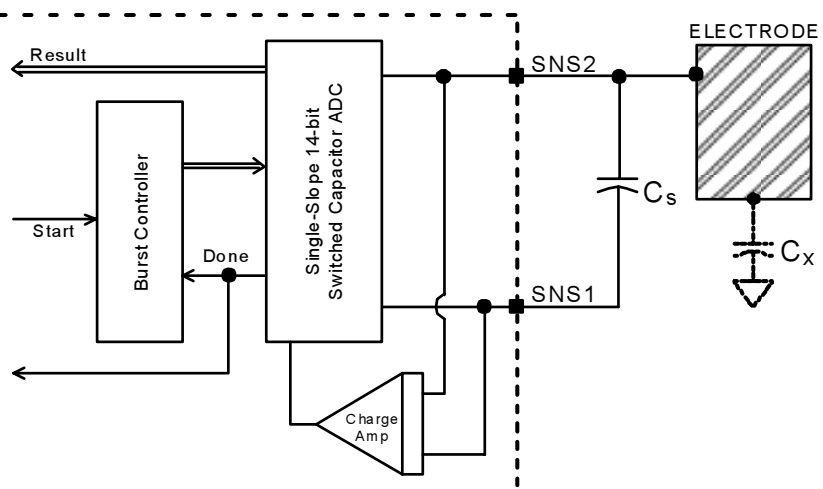 ELECTRODE
Result
SNS2
Single-Slope 14-bit
Switched Capacitor ADC
Burst Controller
Cs
Start
Done
Cx
SNS1
Charge
Amp